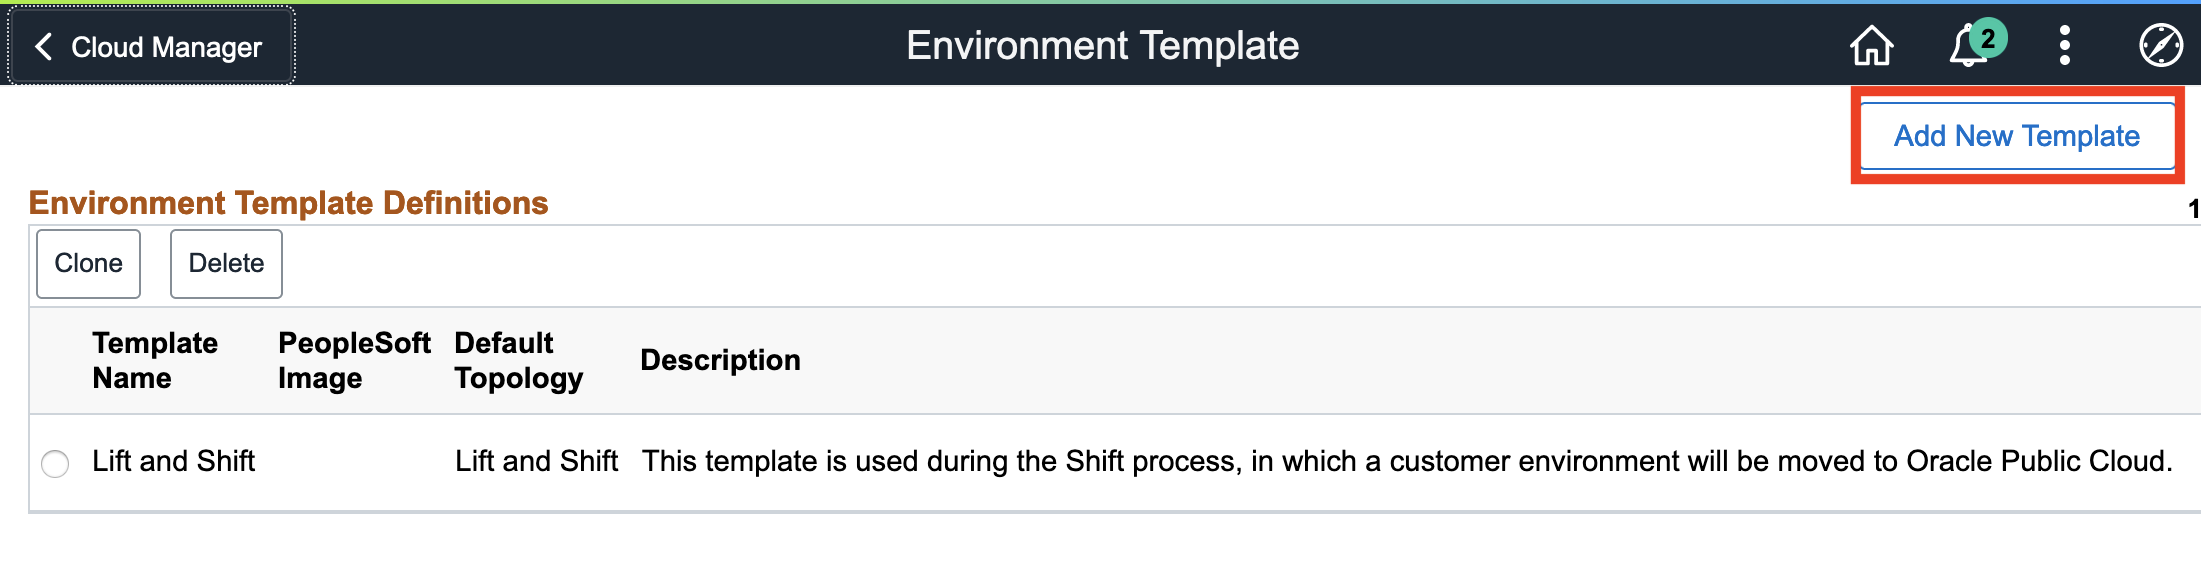 Cloud Manager
Environment Template
2
Add New Template
Environment Template Definitions
1
Clone
Delete
Template Name
PeopleSoft Image
Default Topology
Description
Lift and Shift
Lift and Shift
This template is used during the Shift process, in which a customer environment will be moved to Oracle Public Cloud.